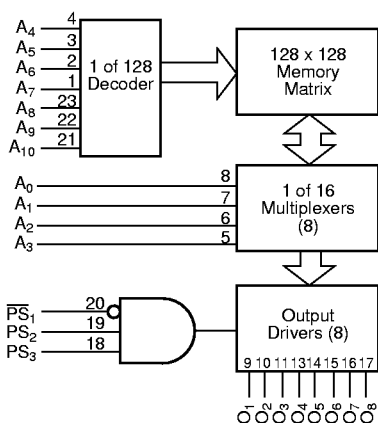 A4 4
A5 3
A6 2
A7 1
A8 23
A9 22
A10 21
1 of 128
Decoder
128 x 128
Memory
Matrix
A0 8
A1 7
A2 6
A3 5
1 of 16
Multiplexers
(8)
PS1 20
PS2 19
PS3 18
Output
Drivers (8)
9 10 11 13 14 15 16 17
O1 O2 O3 O4 O5 O6 O7 O8